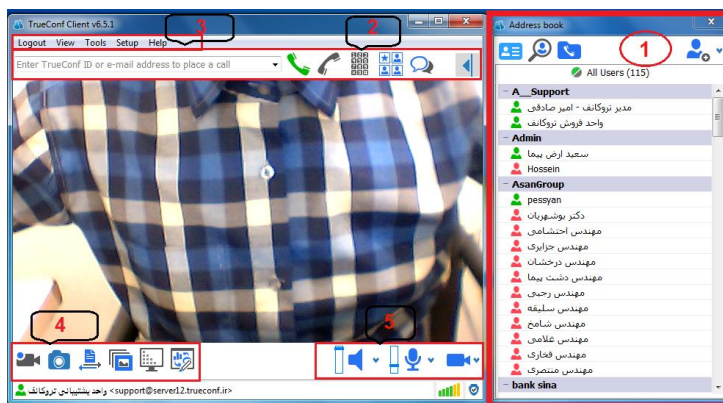 TrueConf Client v6.5.1
3
2
Logout View Tools Setup Help
Enter TrueConf ID or e-mail address to place a call
4
5
واحد پشتیبانی تروکانف <support@server12.trueconf.ir>
Address book
1
All Users (115)
A__Support
مدیر تروکانف - امیر صادقی
واحد فروش تروکانف
Admin
سعید ارض پیما
Hossein
AsanGroup
pessyan
دکتر بوشهریان
مهندس احتشامی
مهندس جزایری
مهندس درخشان
مهندس دشت پیما
مهندس رجبی
مهندس سلیقه
مهندس شامخ
مهندس غلامی
مهندس فخاری
مهندس منتصری
bank sina